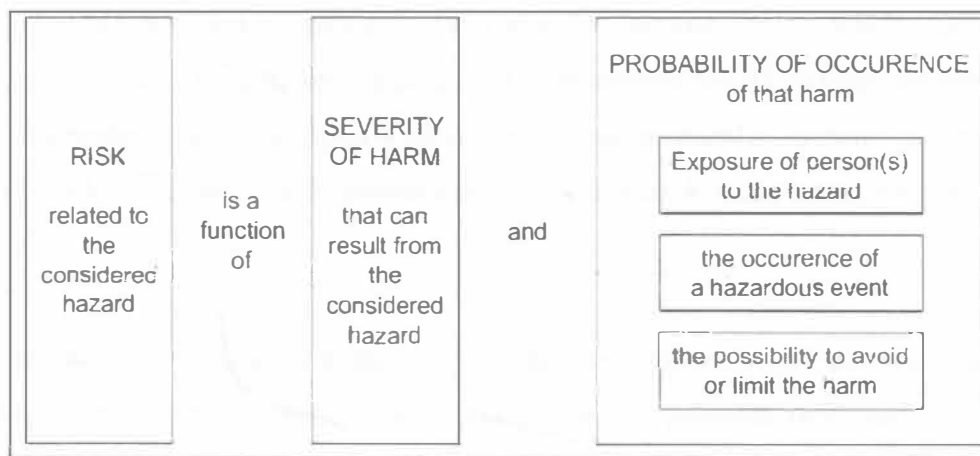 RISK
related to
the
considered
hazard
is a
function
of
SEVERITY
OF HARM
that can
result from
the
considered
hazard
and
PROBABILITY OF OCCURENCE
of that harm
Exposure of person(s)
to the hazard
the occurence of
a hazardous event
the possibility to avoid
or limit the harm